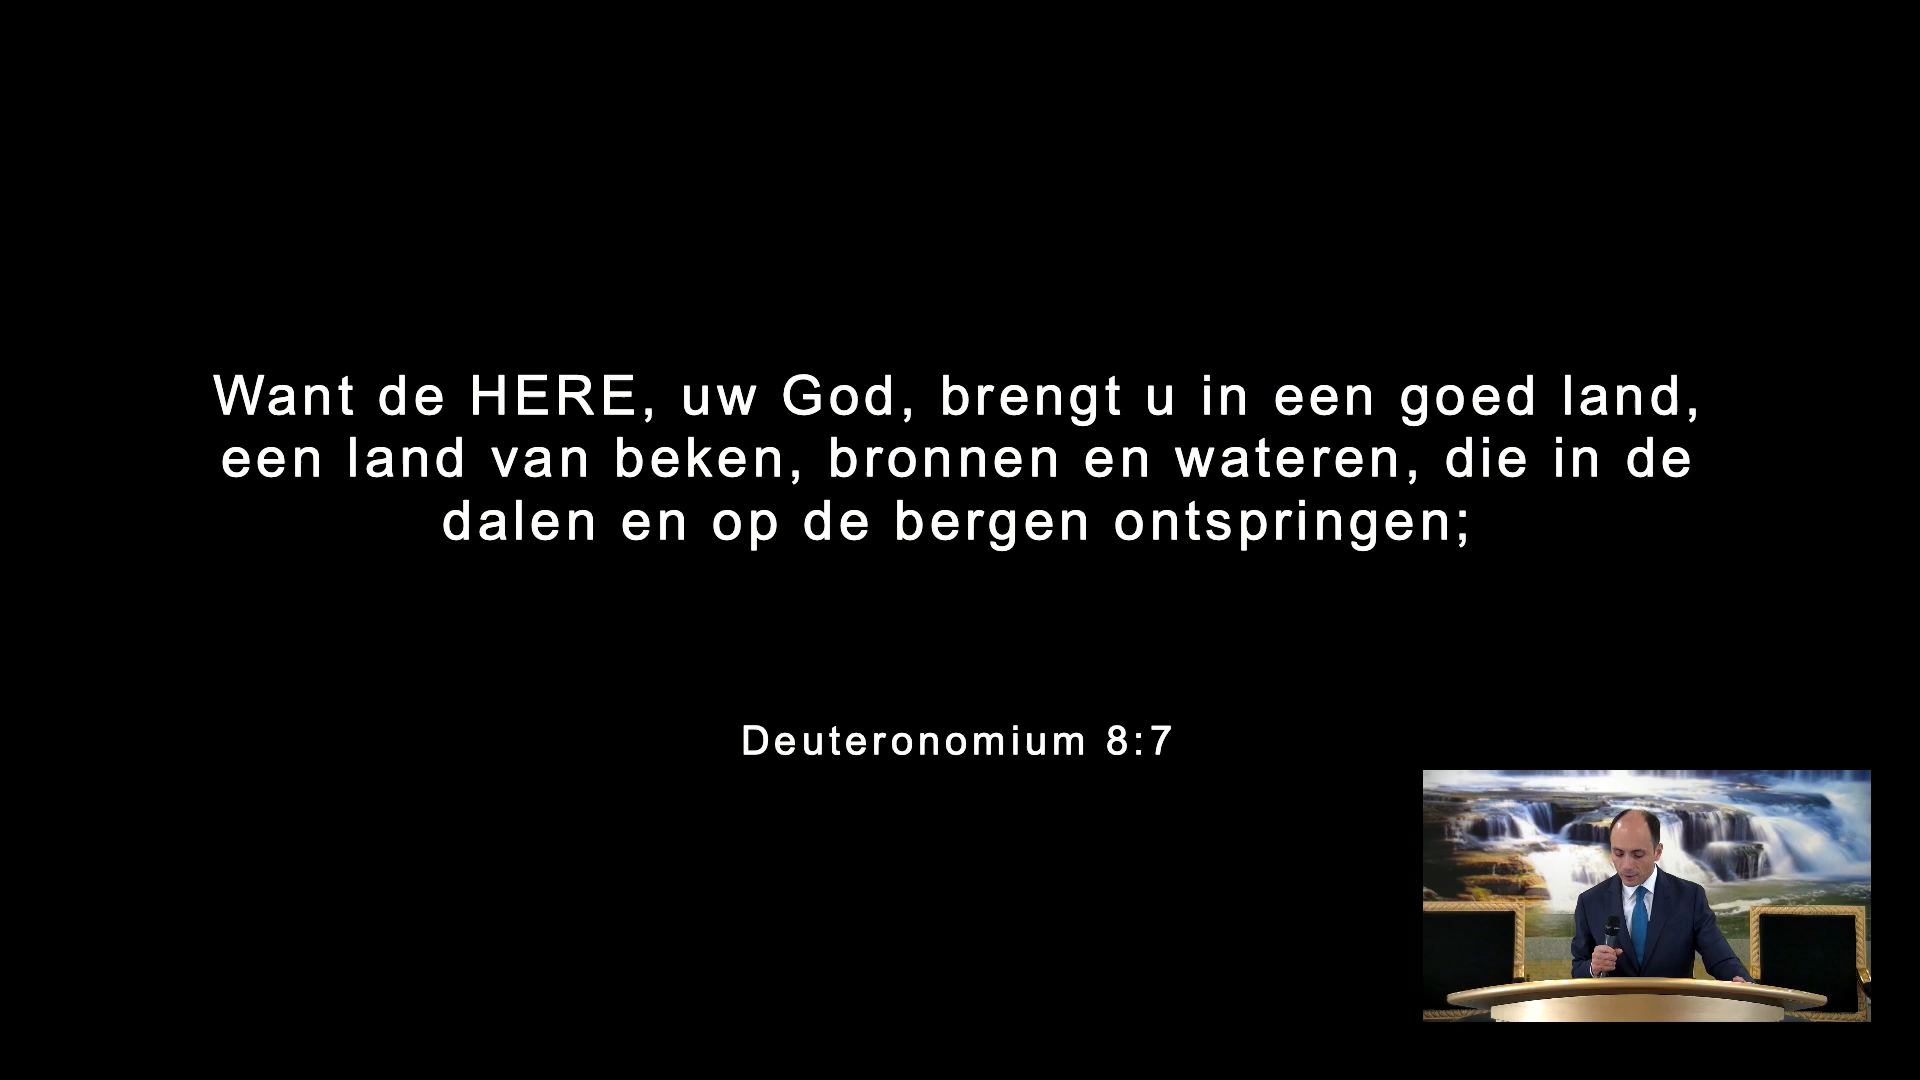 Want de HERE, uw God, brengt u in een goed land,
een land van beken, bronnen en wateren, die in de
dalen en op de bergen ontspringen;
Deuteronomium 8:7